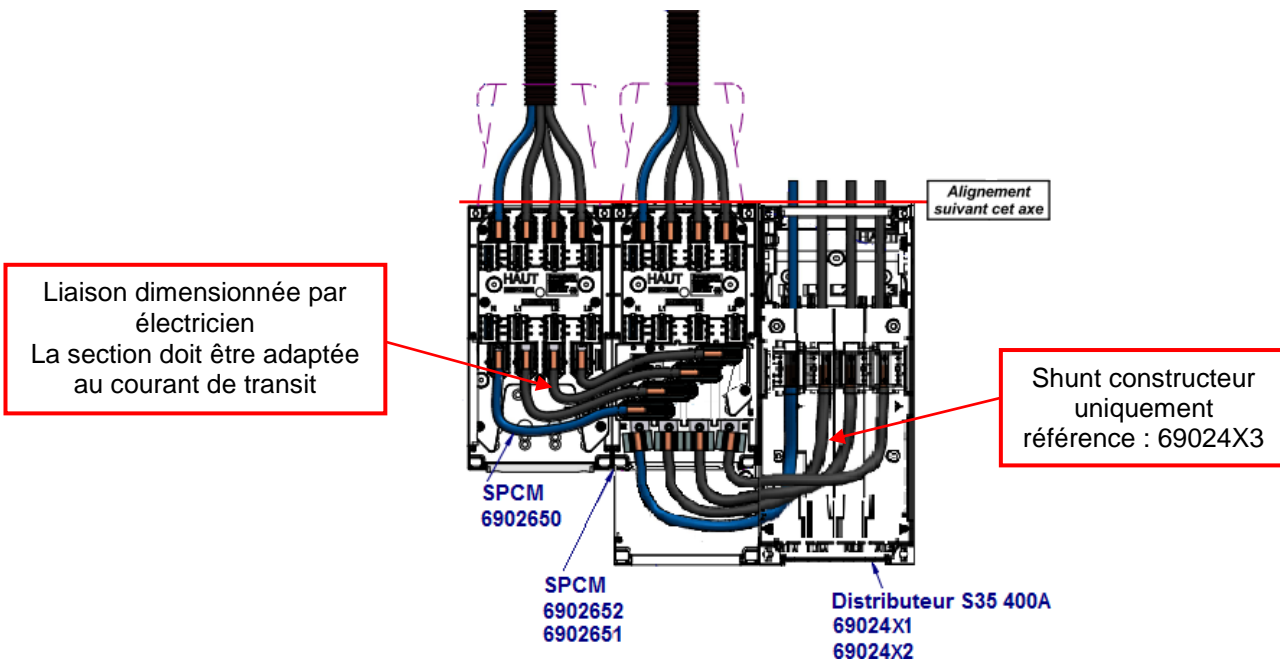 Alignement
suivant cet axe
Liaison dimensionnée par
électricien
La section doit être adaptée
au courant de transit
HAUT
HAUT
N
L1
Shunt constructeur
uniquement
référence : 69024X3
SPCM
6902650
SPCM
6902652
6902651
Distributeur S35 400A
69024X1
69024X2